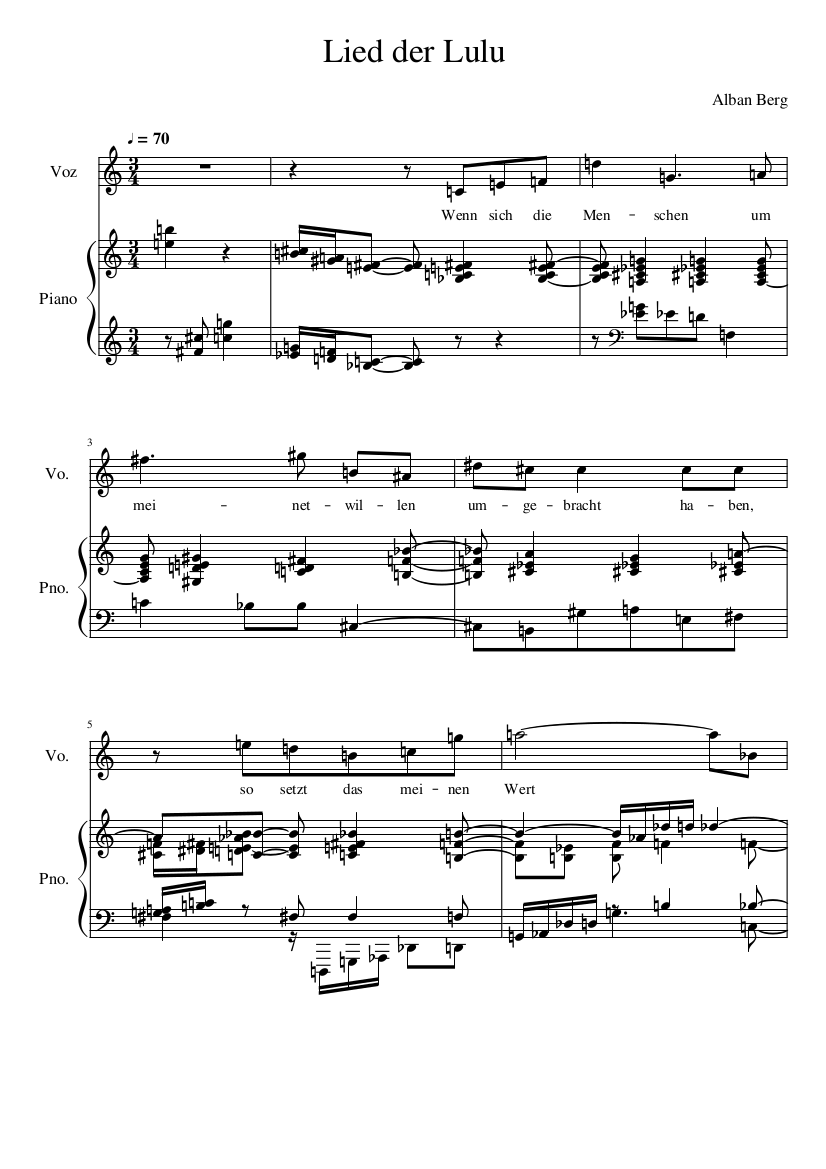 Lied der Lulu
Alban Berg
♩ = 70
Voz
Wenn sich die Men - schen um
Piano
3
Vo.
mei - net - wil - len um - ge - bracht ha - ben,
Pno.
5
Vo.
so setzt das mei - nen Wert
Pno.